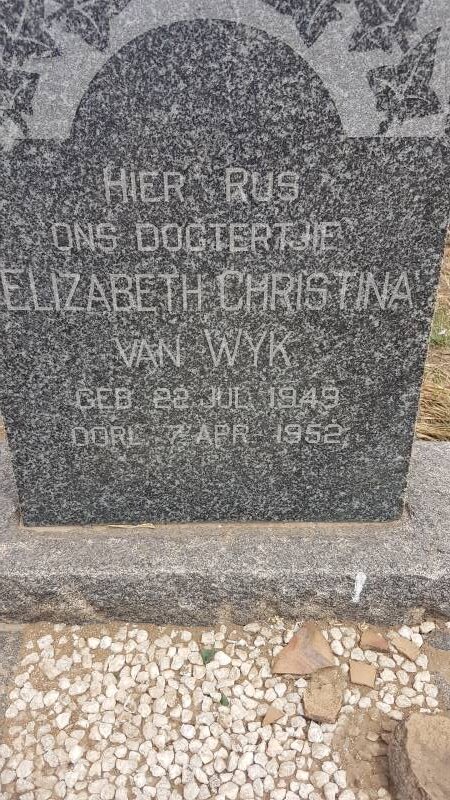 HIER RUS
ONS DOGTERTJIE
ELIZABETH CHRISTINA
VAN WYK
GEB 22 JUL 1949
OORL 7 APR 1952